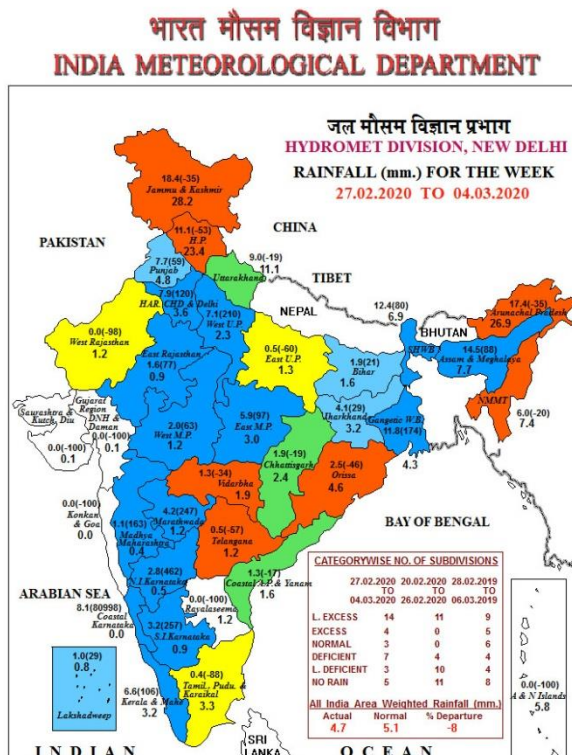 भारत मौसम विज्ञान विभाग
INDIA METEOROLOGICAL DEPARTMENT
जल मौसम विज्ञान प्रभाग
HYDROMET DIVISION, NEW DELHI
RAINFALL (mm.) FOR THE WEEK
27.02.2020 TO 04.03.2020
18.4(-35)
Jammu & Kashmir
28.2
11.1(-53)
H.P.
23.4
CHINA
PAKISTAN
7.7(59)
Punjab
4.8
9.0(-19)
11.1
Uttarakhand
TIBET
7.9(120)
HAR. CHD & Delhi
3.6
7.1(210)
West U.P.
2.3
NEPAL
12.4(80)
6.9
SHWB
BHUTAN
17.4(-35)
Arunachal Pradesh
26.9
0.0(-98)
West Rajasthan
1.2
East Rajasthan
1.6(77)
0.9
0.5(-60)
East U.P.
1.3
1.9(21)
Bihar
1.6
14.5(88)
Assam & Meghalaya
7.7
NMMT
6.0(-20)
7.4
Saurashtra &
Kutch, Diu
0.0(-100)
0.1
Gujarat
Region
DNH &
Daman
0.0(-100)
0.1
2.0(63)
West M.P.
1.2
5.9(97)
East M.P.
3.0
4.1(29)
Jharkhand
3.2
Gangetic W.B.
11.8(174)
4.3
1.9(-19)
Chhattisgarh
2.4
1.3(-34)
Vidarbha
1.9
2.5(-46)
Orissa
4.6
0.0(-100)
Konkan
& Goa
0.0
1.1(163)
Madhya
Maharashtra
0.4
4.2(247)
Marathwada
1.2
0.5(-57)
Telangana
1.2
BAY OF BENGAL
2.8(462)
N.I.Karnataka
0.5
1.3(-17)
Coastal A.P. & Yanam
1.6
0.0(-100)
Rayalaseema
1.2
ARABIAN SEA
8.1(80998)
Coastal
Karnataka
0.0
3.2(257)
S.I.Karnataka
0.9
1.0(29)
0.8
Lakshadweep
6.6(106)
Kerala & Mahe
3.2
0.4(-88)
Tamil., Pudu. &
Karaikal
3.3
0.0(-100)
A & N Islands
5.8
CATEGORYWISE NO. OF SUBDIVISIONS
27.02.2020 20.02.2020 28.02.2019
TO TO TO
04.03.2020 26.02.2020 06.03.2019
L. EXCESS 14 11 9
EXCESS 4 0 5
NORMAL 3 0 6
DEFICIENT 7 4 4
L. DEFICIENT 3 10 4
NO RAIN 5 11 8
All India Area Weighted Rainfall (mm.)
Actual Normal % Departure
4.7 5.1 -8
SRI
LANKA
INDIAN OCEAN